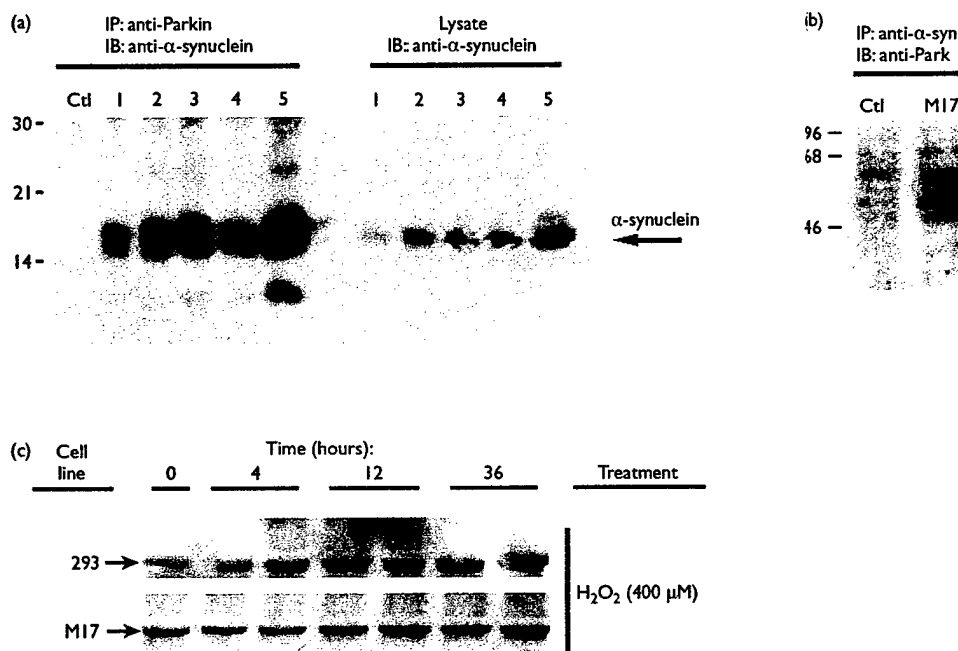 (a)
IP: anti-Parkin
IB: anti-α-synuclein
Lysate
IB: anti-α-synuclein
Ctl 1 2 3 4 5
1 2 3 4 5
30
21
14
α-synuclein
(b)
IP: anti-α-syn
IB: anti-Park
Ctl M17
96
68
46
(c)
Cell
line
Time (hours):
0 4 12 36
Treatment
293
M17
H₂O₂ (400 µM)